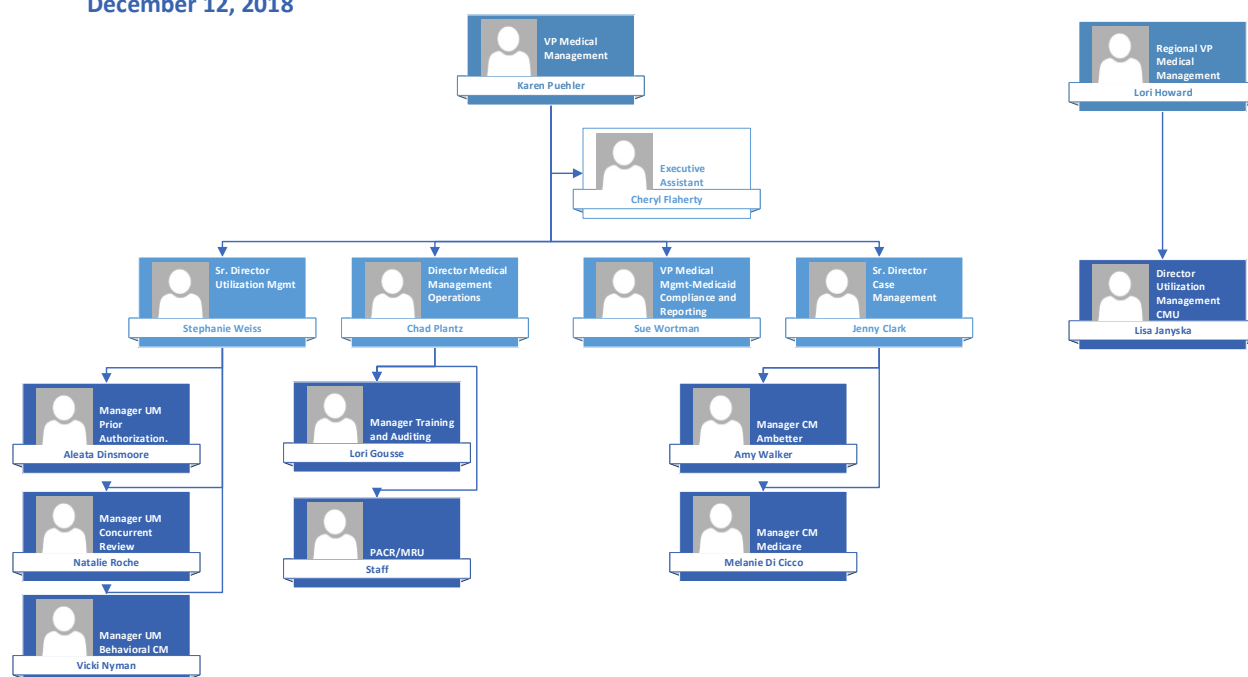 December 12, 2018
VP Medical
Management
Karen Puehler
Regional VP
Medical
Management
Lori Howard
Executive
Assistant
Cheryl Flaherty
Sr. Director
Utilization Mgmt
Stephanie Weiss
Director Medical
Management
Operations
Chad Plantz
VP Medical
Mgmt-Medicaid
Compliance and
Reporting
Sue Wortman
Sr. Director
Case
Management
Jenny Clark
Director
Utilization
Management
CMU
Lisa Janyska
Manager UM
Prior
Authorization.
Aleata Dinsmoore
Manager Training
and Auditing
Lori Gousse
Manager CM
Ambetter
Amy Walker
Manager UM
Concurrent
Review
Natalie Roche
PACR/MRU
Staff
Manager CM
Medicare
Melanie Di Cicco
Manager UM
Behavioral CM
Vicki Nyman